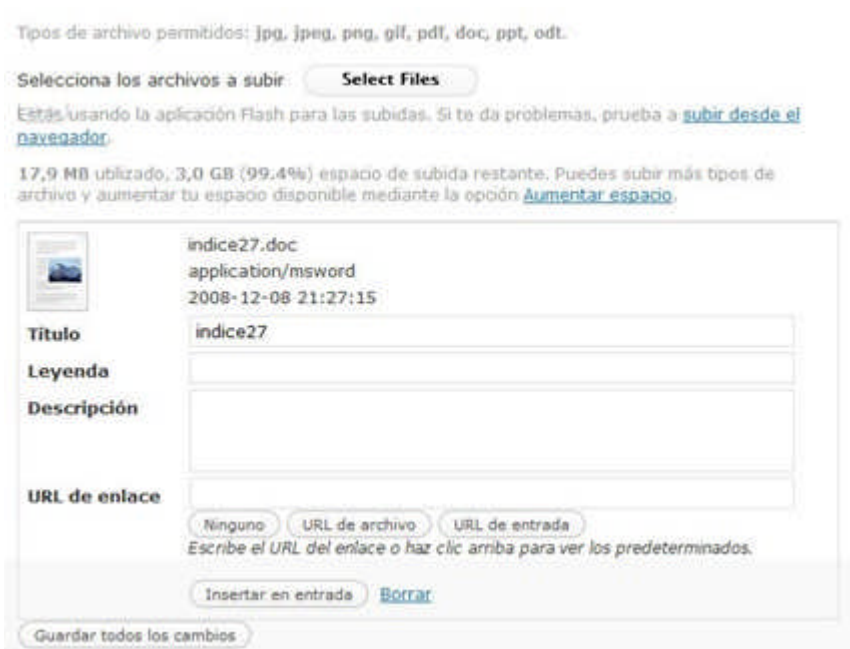 Tipos de archivo permitidos: jpg, jpeg, png, gif, pdf, doc, ppt, odt.
Selecciona los archivos a subir Select Files
Estás usando la aplicación Flash para las subidas. Si te da problemas, prueba a subir desde el
navegador.
17,9 MB utilizado, 3,0 GB (99.4%) espacio de subida restante. Puedes subir más tipos de
archivo y aumentar tu espacio disponible mediante la opción Aumentar espacio.
indice27.doc
application/msword
2008-12-08 21:27:15
Título indice27
Leyenda
Descripción
URL de enlace
Ninguno URL de archivo URL de entrada
Escribe el URL del enlace o haz clic arriba para ver los predeterminados.
Insertar en entrada Borrar
Guardar todos los cambios